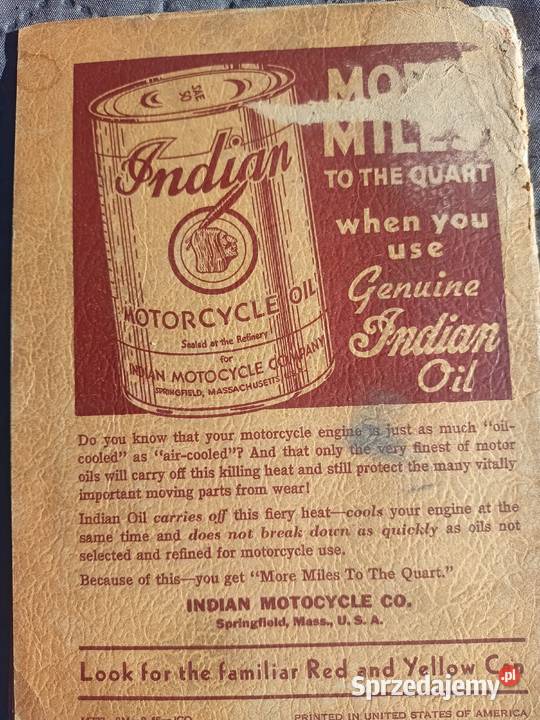 SAE
50
Indian
MOTORCYCLE OIL
Sealed at the Refinery
for
INDIAN MOTOCYCLE COMPANY
SPRINGFIELD, MASSACHUSETTS
MORE
MILES
TO THE QUART
when you
use
Genuine
Indian
Oil
Do you know that your motorcycle engine is just as much "oil-
cooled" as "air-cooled"? And that only the very finest of motor
oils will carry off this killing heat and still protect the many vitally
important moving parts from wear!
Indian Oil carries off this fiery heat—cools your engine at the
same time and does not break down as quickly as oils not
selected and refined for motorcycle use.
Because of this—you get "More Miles To The Quart."
INDIAN MOTOCYCLE CO.
Springfield, Mass., U. S. A.
Look for the familiar Red and Yellow Can
Sprzedajemy.pl
PRINTED IN UNITED STATES OF AMERICA